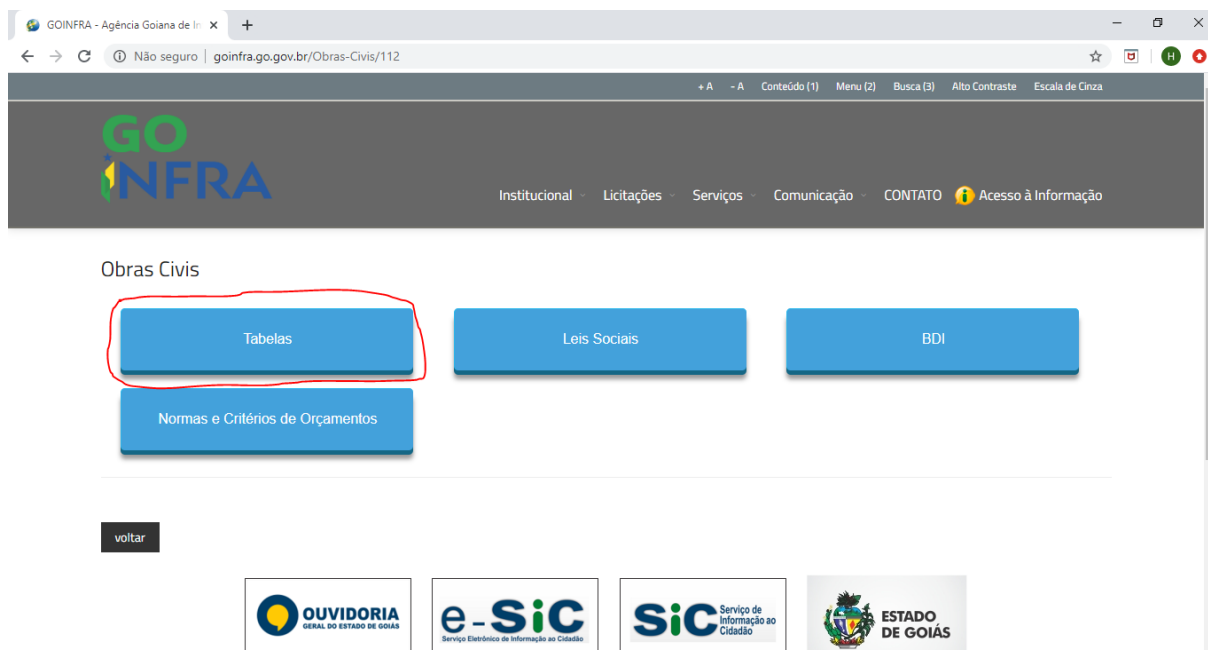 GOINFRA - Agência Goiana de In
Não seguro | goinfra.go.gov.br/Obras-Civis/112
H
+ A - A Conteúdo (1) Menu (2) Busca (3) Alto Contraste Escala de Cinza
GO
INFRA
Institucional Licitações Serviços Comunicação CONTATO Acesso à Informação
Obras Civis
Tabelas Leis Sociais BDI
Normas e Critérios de Orçamentos
voltar
OUVIDORIA
GERAL DO ESTADO DE GOIÁS
e-SiC
Serviço Eletrônico de Informação ao Cidadão
SiC
Serviço de
Informação ao
Cidadão
ESTADO
DE GOIÁS